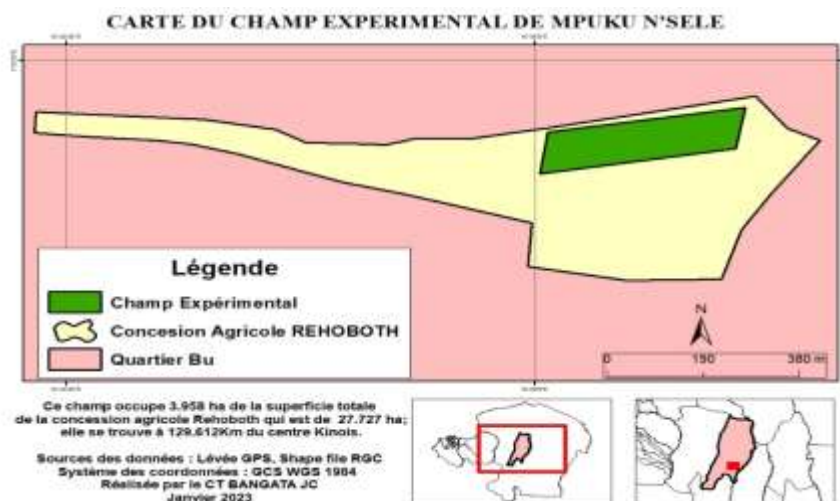 CARTE DU CHAMP EXPERIMENTAL DE MPUKU N'SELE
Légende
Champ Expérimental
Concesion Agricole REHOBOTH
Quartier Bu
N
0 190 380 m
Ce champ occupe 3.958 ha de la superficie totale
de la concession agricole Rehoboth qui est de 27.727 ha;
elle se trouve à 129.612Km du centre Kinois.
Sources des données : Lévée GPS, Shape file RGC
Système des coordonnées : GCS WGS 1984
Réalisée par le CT BANGATA JC
Janvier 2023